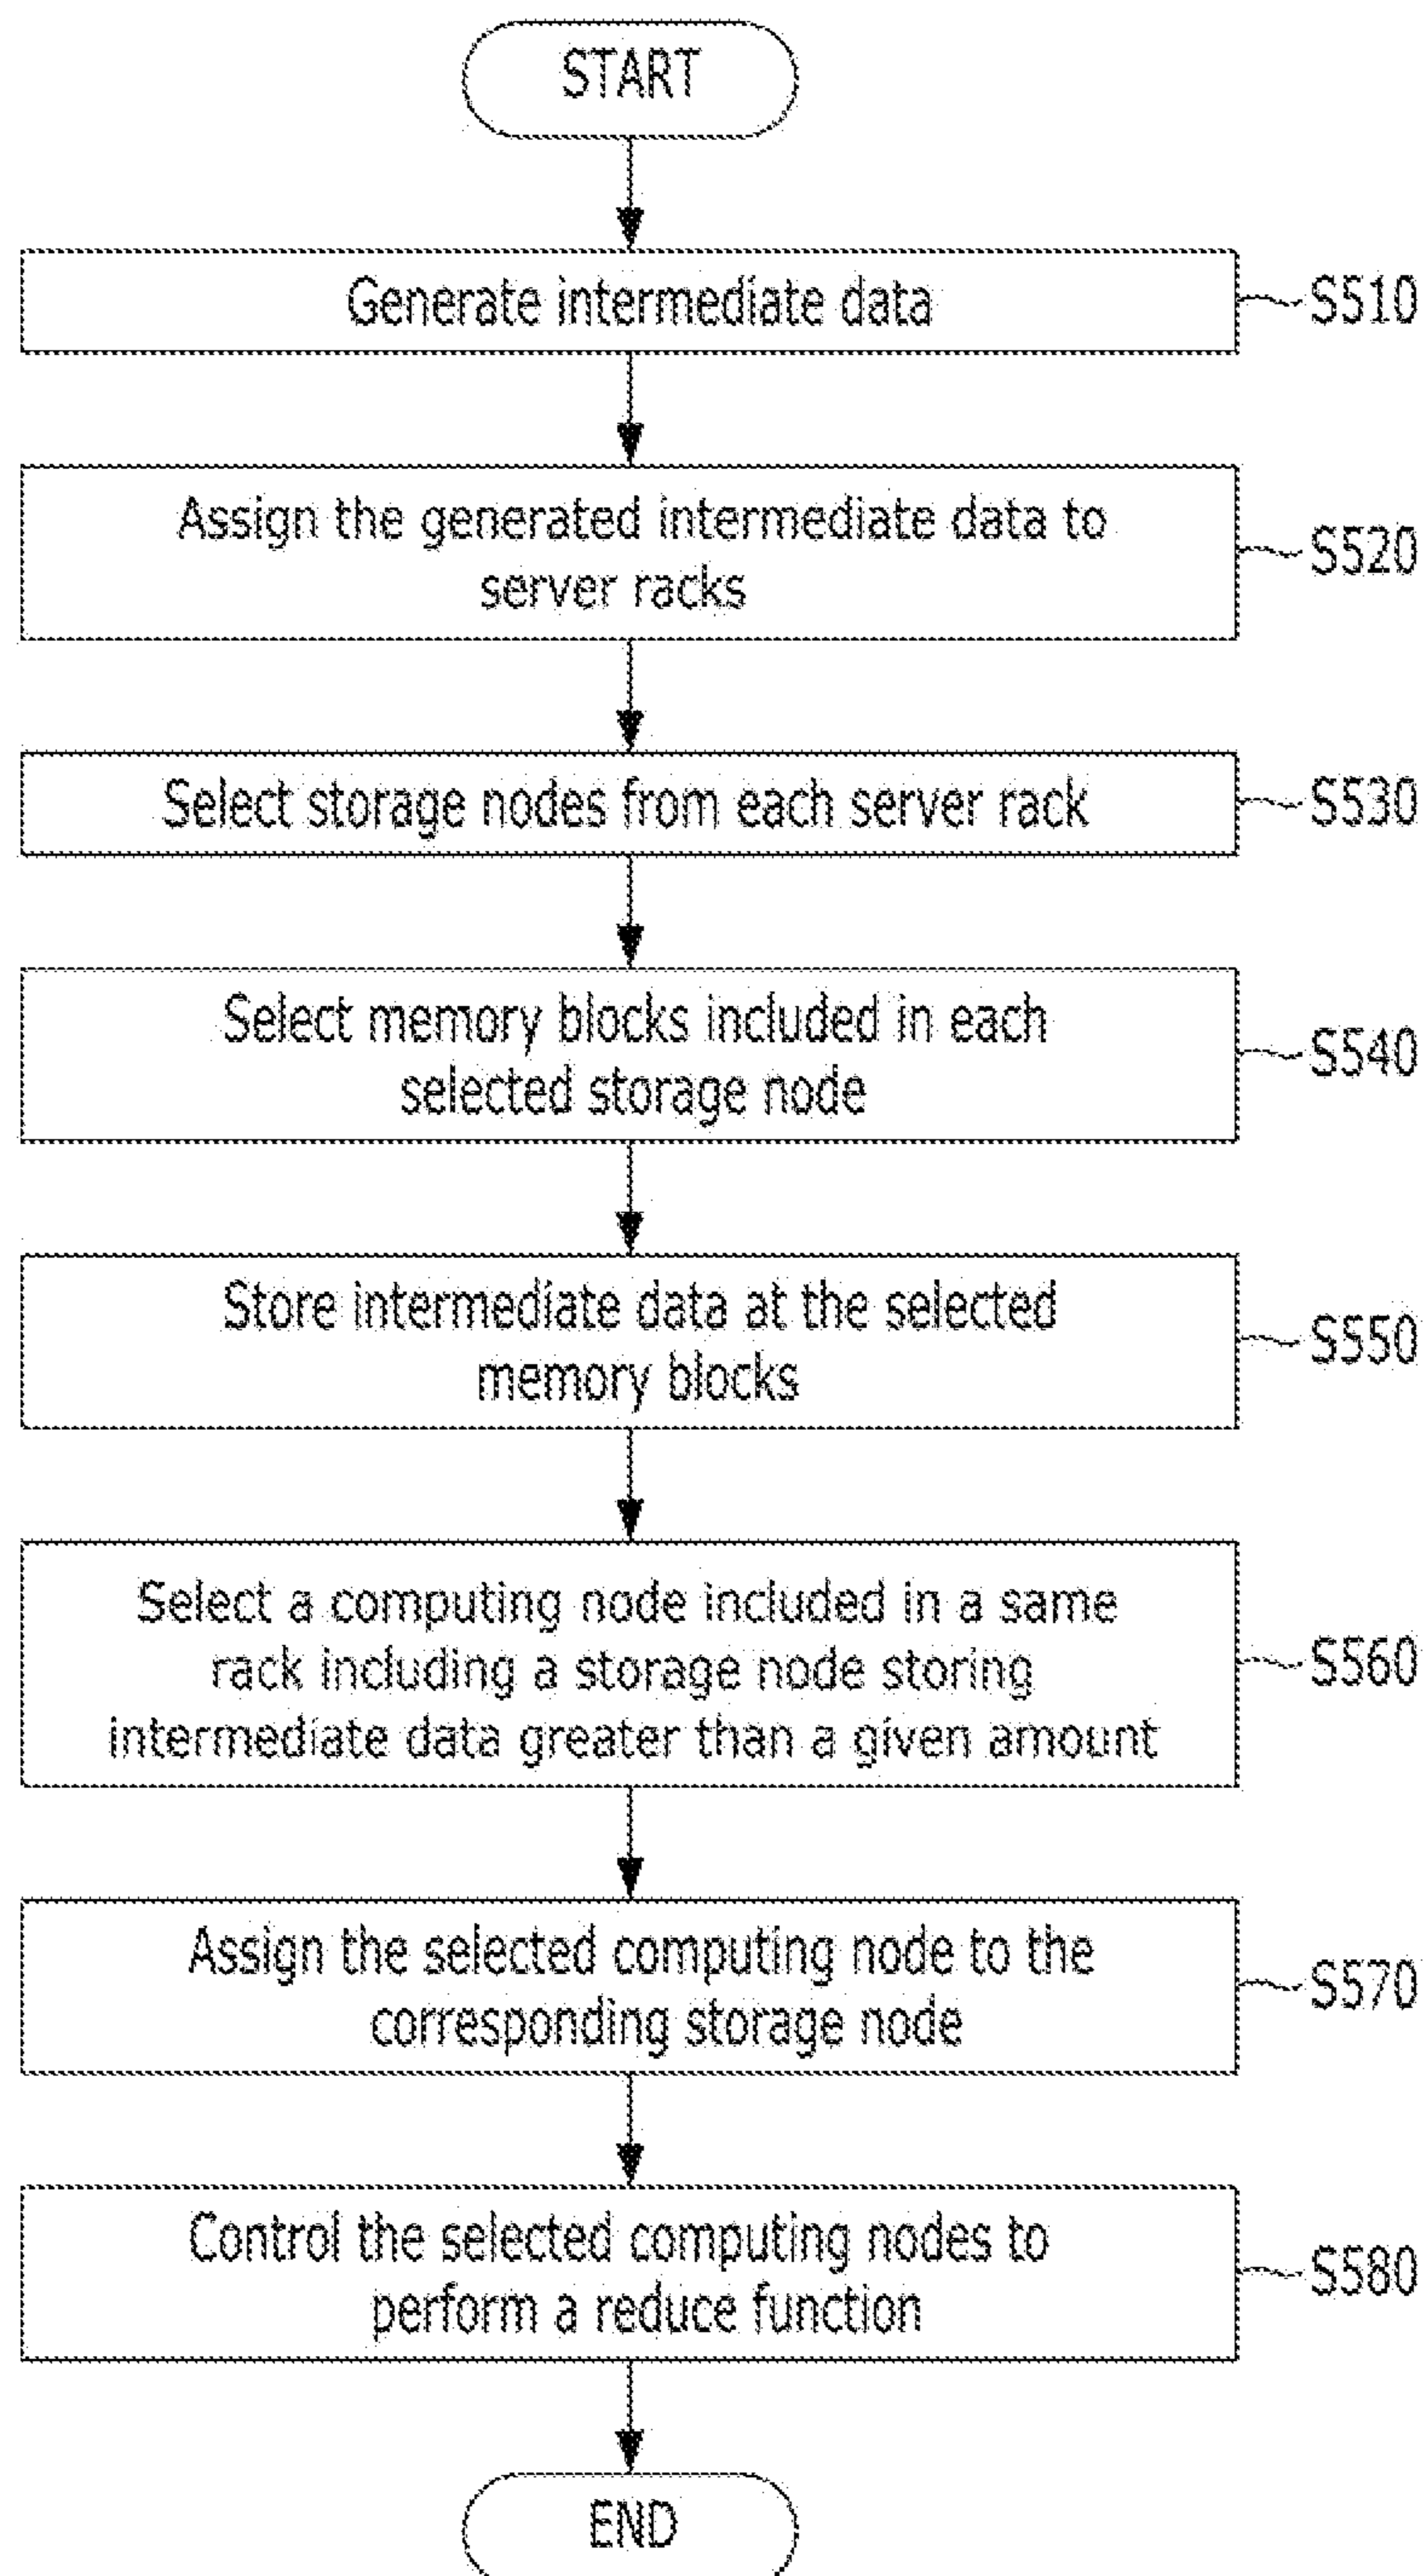 START
Generate intermediate data
S510
Assign the generated intermediate data to
server racks
S520
Select storage nodes from each server rack
S530
Select memory blocks included in each
selected storage node
S540
Store intermediate data at the selected
memory blocks
S550
Select a computing node included in a same
rack including a storage node storing
intermediate data greater than a given amount
S560
Assign the selected computing node to the
corresponding storage node
S570
Control the selected computing nodes to
perform a reduce function
S580
END